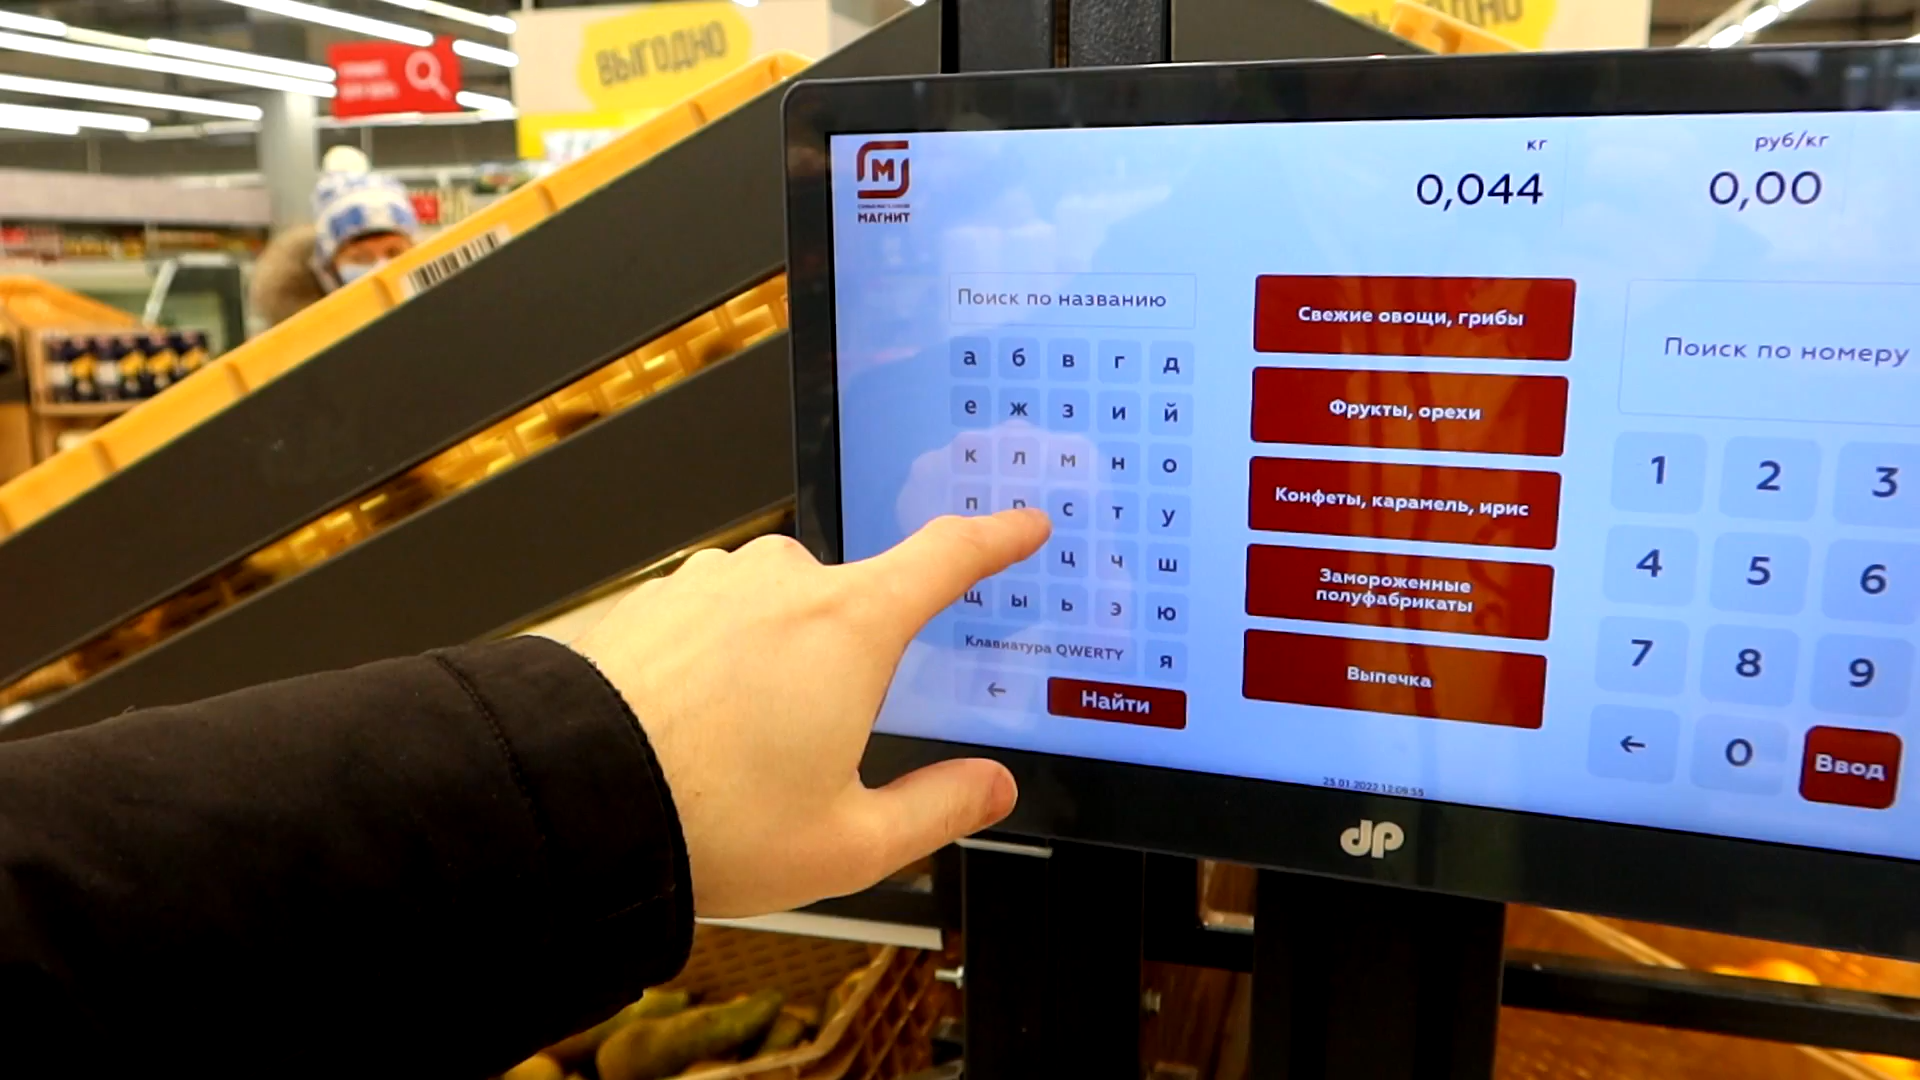 ВЫГОДНО
М
МАГНИТ
кг
0,044
руб/кг
0,00
Поиск по названию
а б в г д
е ж з и й
к л м н о
п р с т у
ц ч ш
щ ы ь э ю
Клавиатура QWERTY я
← Найти
Свежие овощи, грибы
Фрукты, орехи
Конфеты, карамель, ирис
Замороженные
полуфабрикаты
Выпечка
Поиск по номеру
1 2 3
4 5 6
7 8 9
← 0 Ввод
25.01.2022 12:09:55
dp